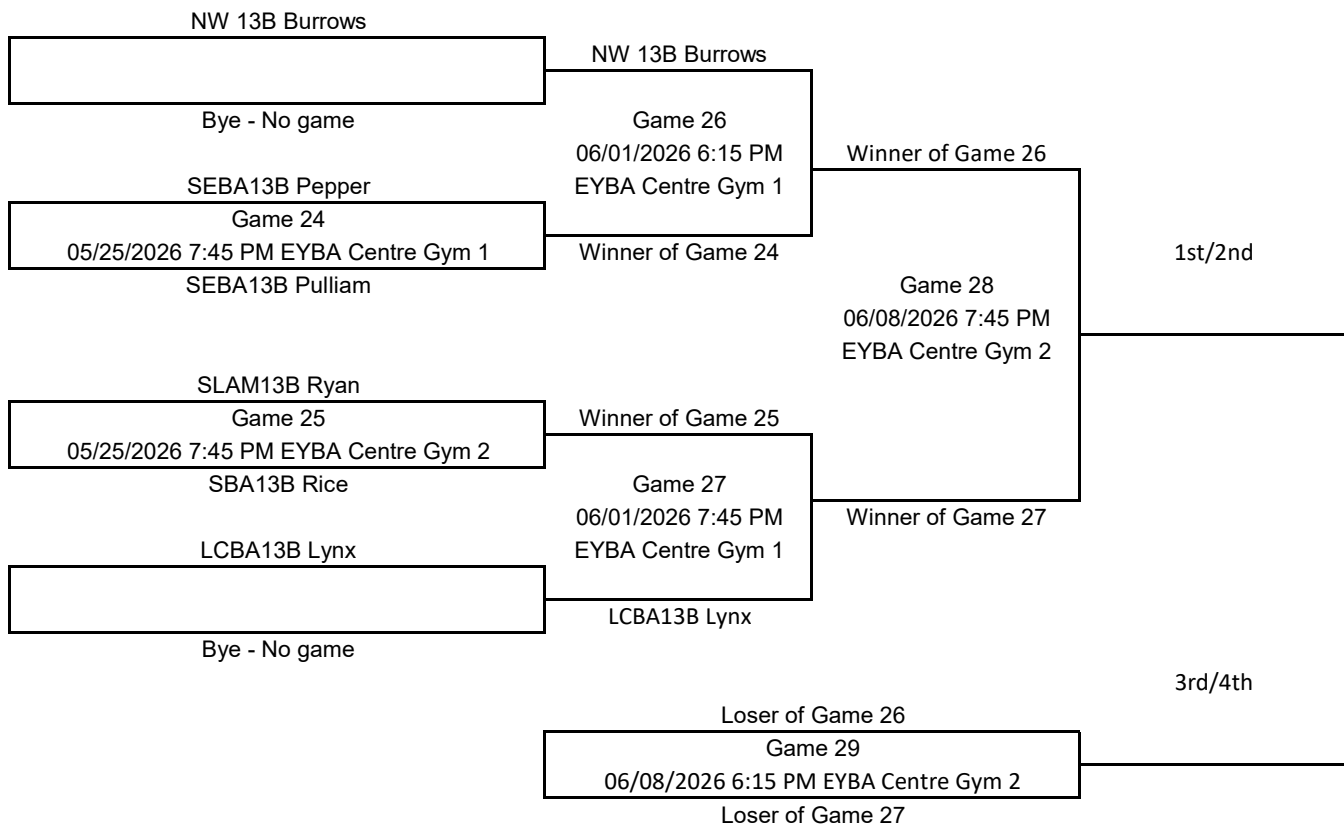 NW 13B Burrows
Bye - No game
SEBA13B Pepper
Game 24
05/25/2026 7:45 PM EYBA Centre Gym 1
SEBA13B Pulliam
SLAM13B Ryan
Game 25
05/25/2026 7:45 PM EYBA Centre Gym 2
SBA13B Rice
LCBA13B Lynx
Bye - No game
NW 13B Burrows
Game 26
06/01/2026 6:15 PM
EYBA Centre Gym 1
Winner of Game 24
Winner of Game 25
Game 27
06/01/2026 7:45 PM
EYBA Centre Gym 1
LCBA13B Lynx
Winner of Game 26
Game 28
06/08/2026 7:45 PM
EYBA Centre Gym 2
Winner of Game 27
1st/2nd
Loser of Game 26
Game 29
06/08/2026 6:15 PM EYBA Centre Gym 2
Loser of Game 27
3rd/4th